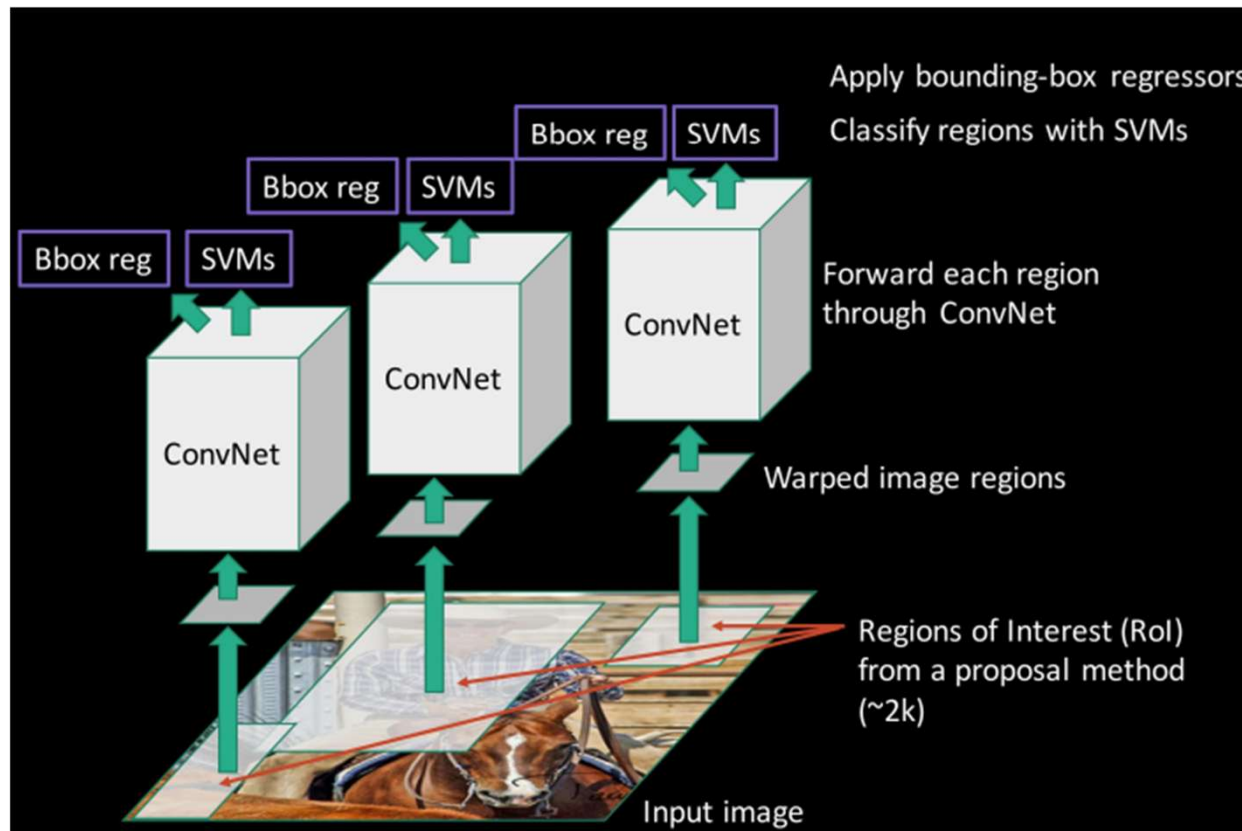 Apply bounding-box regressors
Bbox reg
SVMs
Classify regions with SVMs
Bbox reg
SVMs
Bbox reg
SVMs
Forward each region
through ConvNet
ConvNet
ConvNet
ConvNet
Warped image regions
Regions of Interest (RoI)
from a proposal method
(~2k)
Input image